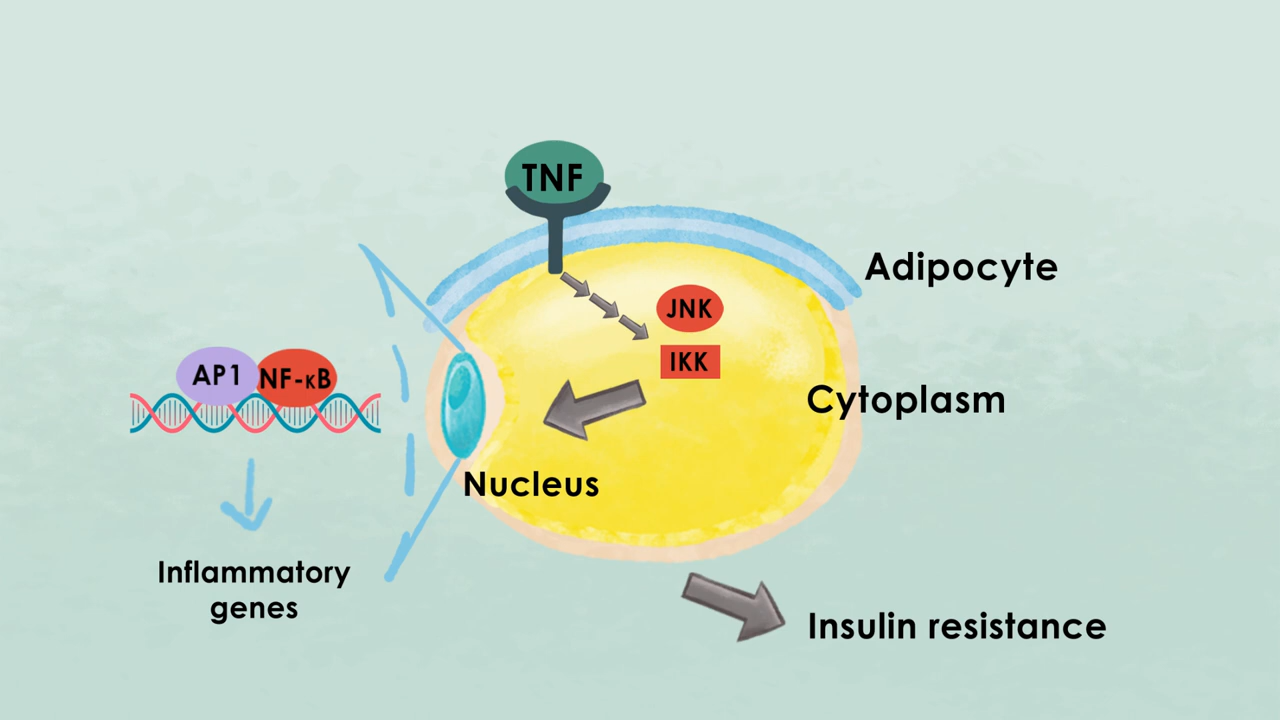 TNF
Adipocyte
JNK
IKK
AP1
NF-κB
Cytoplasm
Nucleus
Inflammatory
genes
Insulin resistance